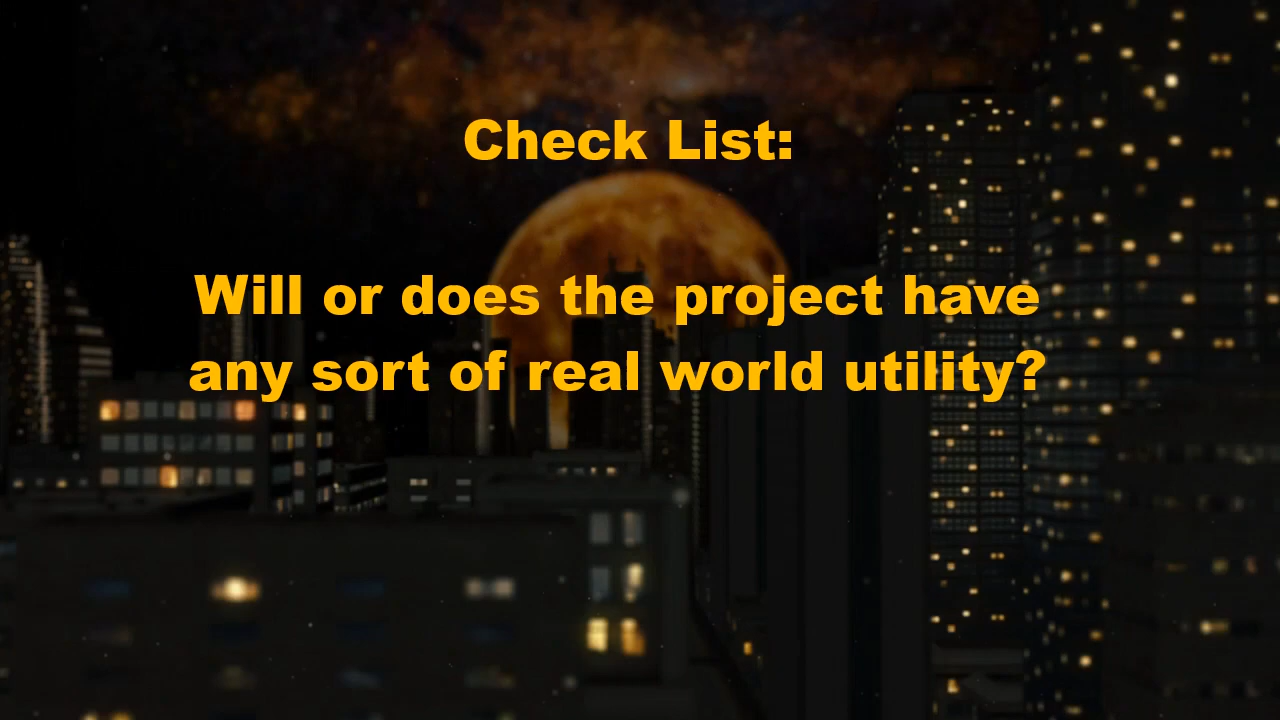 Check List:
Will or does the project have
any sort of real world utility?